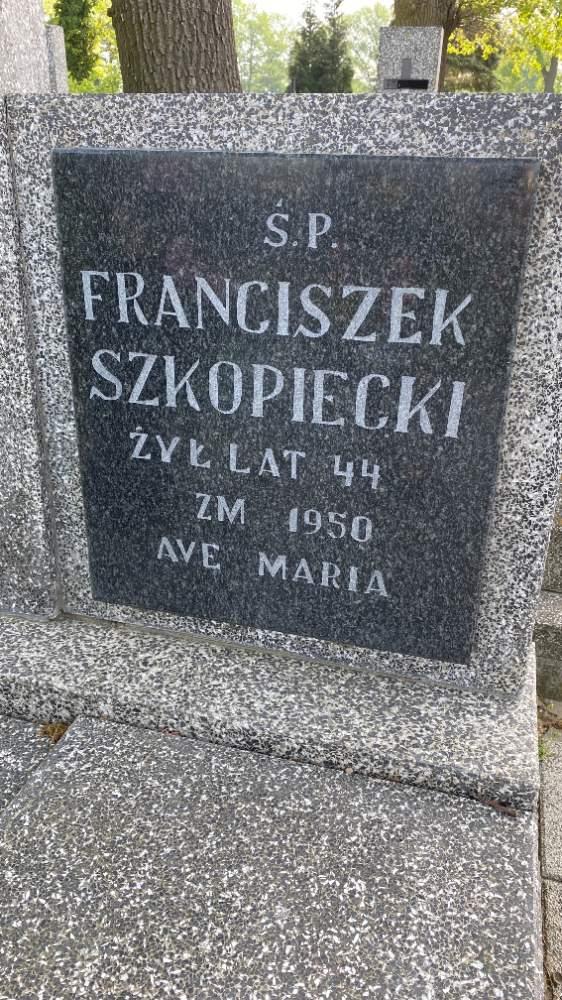 Ś.P.
FRANCISZEK
SZKOPIECKI
ŻYŁ LAT 44
ZM 1950
AVE MARIA